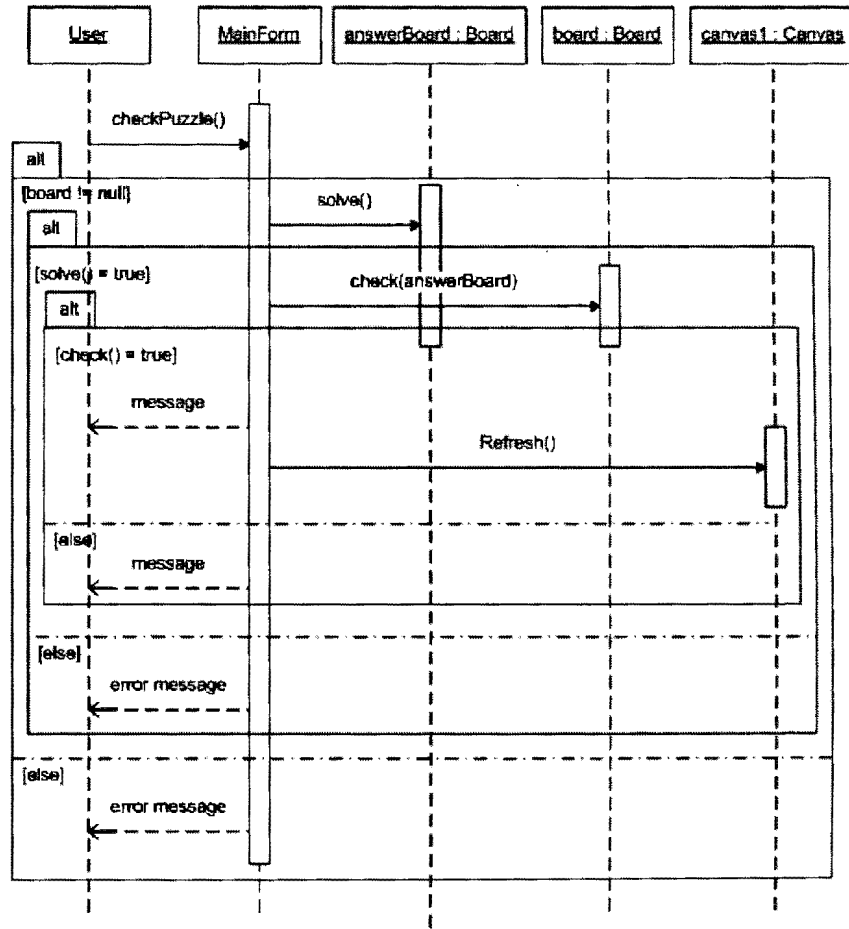 User
MainForm
answerBoard : Board
board : Board
canvas1 : Canvas
checkPuzzle()
alt
[board != null]
solve()
alt
[solve() = true]
check(answerBoard)
alt
[check() = true]
message
Refresh()
[else]
message
[else]
error message
[else]
error message